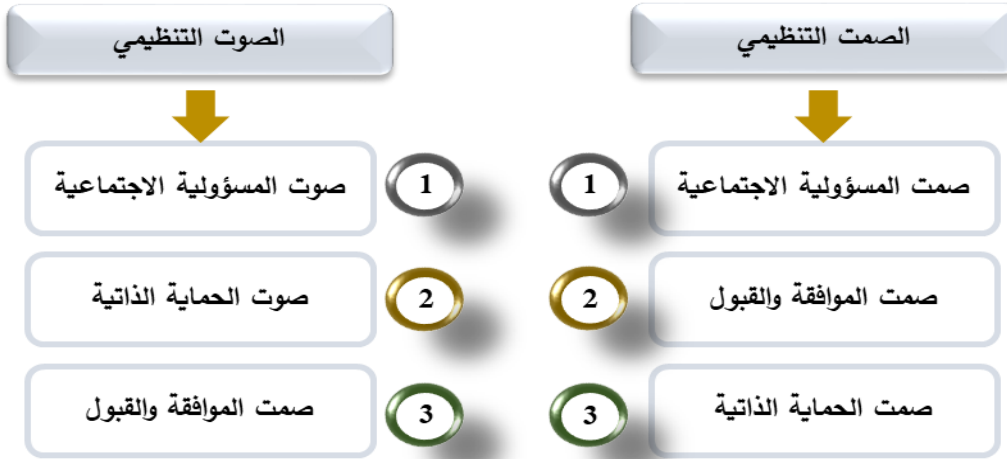 الصمت التنظيمي
صمت المسؤولية الاجتماعية
1
صمت الموافقة والقبول
2
صمت الحماية الذاتية
3
الصوت التنظيمي
صوت المسؤولية الاجتماعية
1
صوت الحماية الذاتية
2
صمت الموافقة والقبول
3